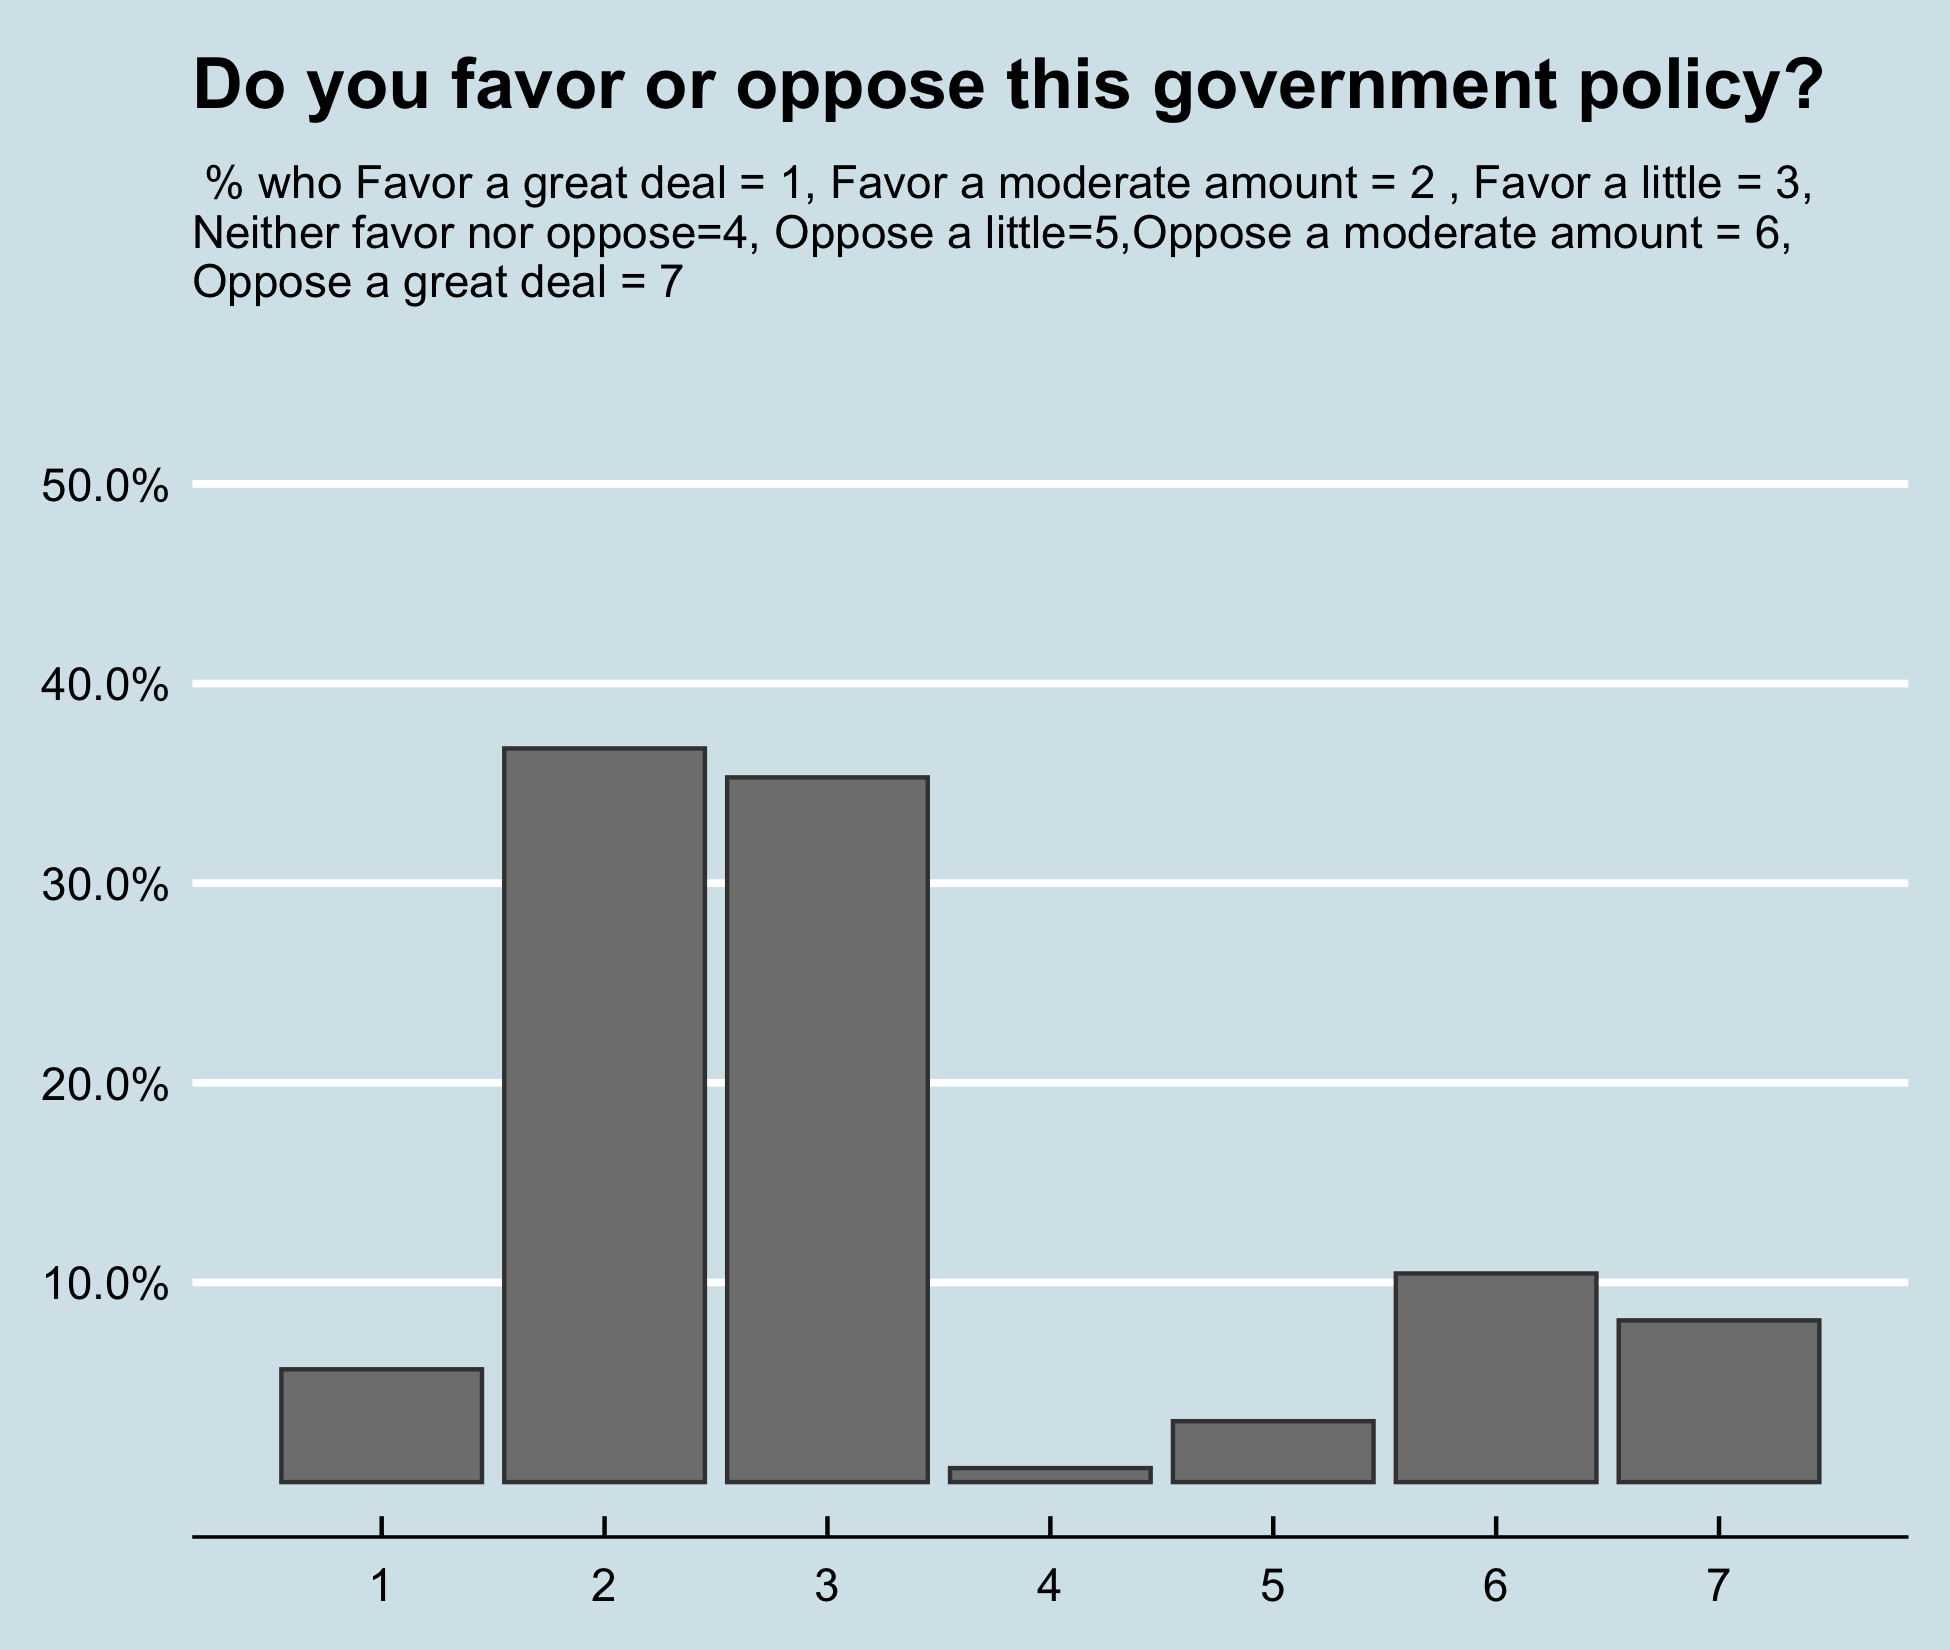 Do you favor or oppose this government policy?
% who Favor a great deal = 1, Favor a moderate amount = 2 , Favor a little = 3,
Neither favor nor oppose=4, Oppose a little=5,Oppose a moderate amount = 6,
Oppose a great deal = 7
50.0%
40.0%
30.0%
20.0%
10.0%
1 2 3 4 5 6 7